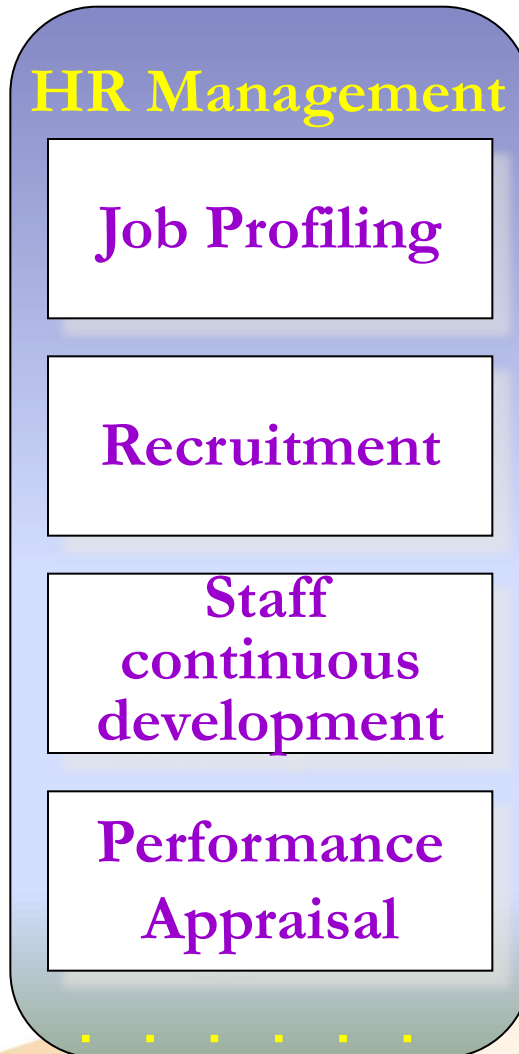 HR Management
Job Profiling
Recruitment
Staff
continuous
development
Performance
Appraisal
. . . . . .